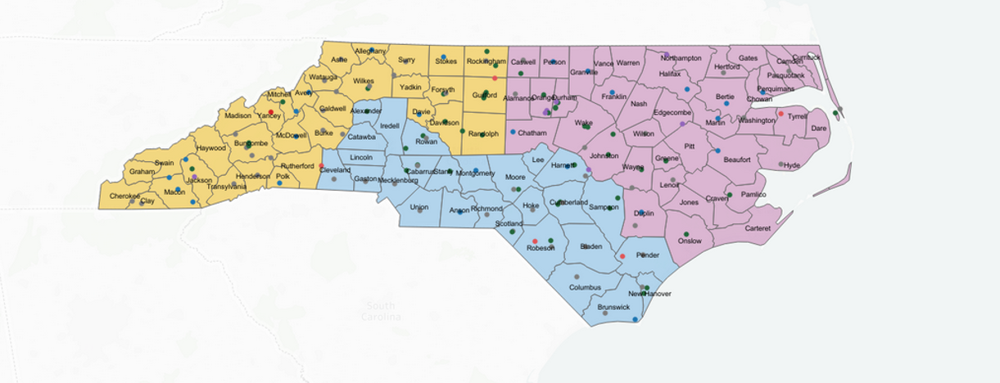 Alleghany
Ashe
Surry
Stokes
Rockingham
Caswell
Person
Granville
Vance
Warren
Northampton
Halifax
Hertford
Gates
Camden
Currituck
Pasquotank
Perquimans
Chowan
Watauga
Wilkes
Yadkin
Forsyth
Guilford
Alamance
Orange
Durham
Franklin
Nash
Edgecombe
Bertie
Martin
Washington
Tyrrell
Dare
Mitchell
Avery
Caldwell
Alexander
Iredell
Davie
Davidson
Randolph
Chatham
Wake
Wilson
Pitt
Beaufort
Hyde
Madison
Yancey
McDowell
Burke
Catawba
Rowan
Lee
Harnett
Johnston
Wayne
Greene
Lenoir
Craven
Pamlico
Jones
Haywood
Buncombe
Rutherford
Lincoln
Cleveland
Gaston
Mecklenburg
Cabarrus
Stanly
Montgomery
Moore
Swain
Graham
Jackson
Henderson
Polk
Transylvania
Macon
Cherokee
Clay
Union
Anson
Richmond
Hoke
Cumberland
Sampson
Duplin
Onslow
Carteret
Scotland
Robeson
Bladen
Pender
Columbus
New Hanover
Brunswick
South
Carolina